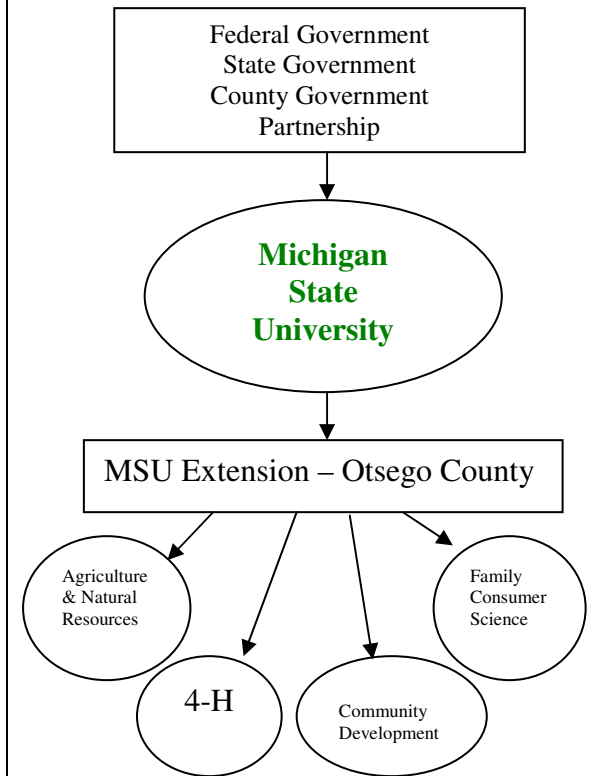 Federal Government
State Government
County Government
Partnership
Michigan
State
University
MSU Extension – Otsego County
Agriculture
& Natural
Resources
4-H
Community
Development
Family
Consumer
Science